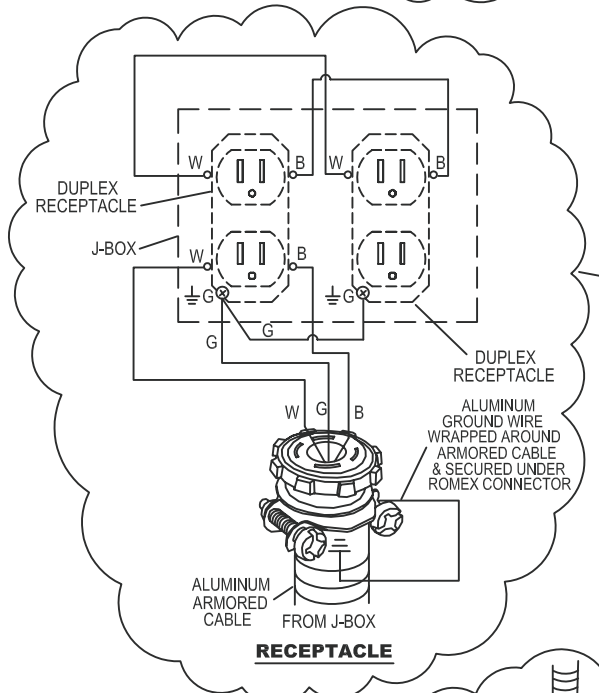 W
B
W
B
DUPLEX
RECEPTACLE
J-BOX
W
B
G
G
G
G
DUPLEX
RECEPTACLE
W
G
B
ALUMINUM
GROUND WIRE
WRAPPED AROUND
ARMORED CABLE
& SECURED UNDER
ROMEX CONNECTOR
ALUMINUM
ARMORED
CABLE
FROM J-BOX
RECEPTACLE